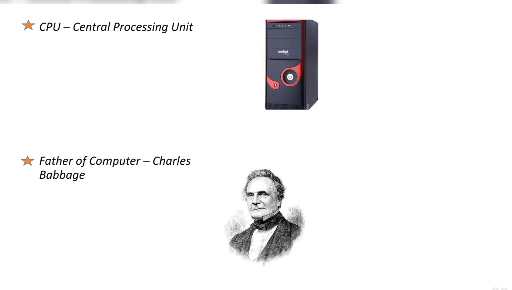 CPU – Central Processing Unit
Father of Computer – Charles
Babbage